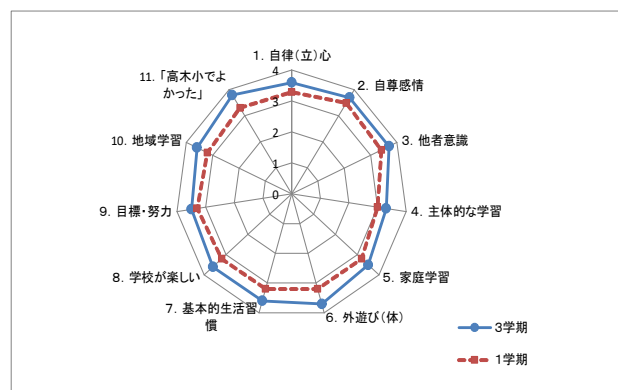 1. 自律(立)心
2. 自尊感情
3. 他者意識
4. 主体的な学習
5. 家庭学習
6. 外遊び(体)
7. 基本的生活習
慣
8. 学校が楽しい
9. 目標・努力
10. 地域学習
11. 「高木小でよ
かった」
4
3
2
1
0
3学期
1学期